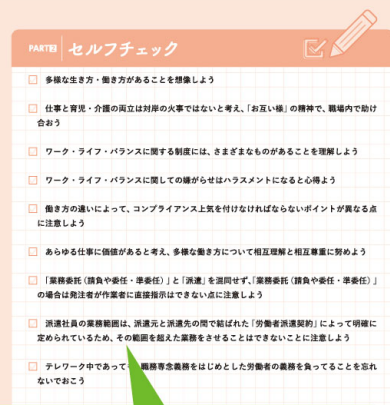 PART2 セルフチェック
□ 多様な生き方・働き方があることを想像しよう
□ 仕事と育児・介護の両立は対岸の火事ではないと考え、「お互い様」の精神で、職場内で助け
合おう
□ ワーク・ライフ・バランスに関する制度には、さまざまなものがあることを理解しよう
□ ワーク・ライフ・バランスに関しての嫌がらせはハラスメントになると心得よう
□ 働き方の違いによって、コンプライアンス上気を付けなければならないポイントが異なる点
に注意しよう
□ あらゆる仕事に価値があると考え、多様な働き方について相互理解と相互尊重に努めよう
□ 「業務委託(請負や委任・準委任)」と「派遣」を混同せず、「業務委託(請負や委任・準委任)」
の場合は発注者が作業者に直接指示はできない点に注意しよう
□ 派遣社員の業務範囲は、派遣元と派遣先の間で結ばれた「労働者派遣契約」によって明確に
定められているため、その範囲を超えた業務をさせることはできないことに注意しよう
□ テレワーク中であって 職務専念義務をはじめとした労働者の義務を負ってることを忘れ
ないでおこう